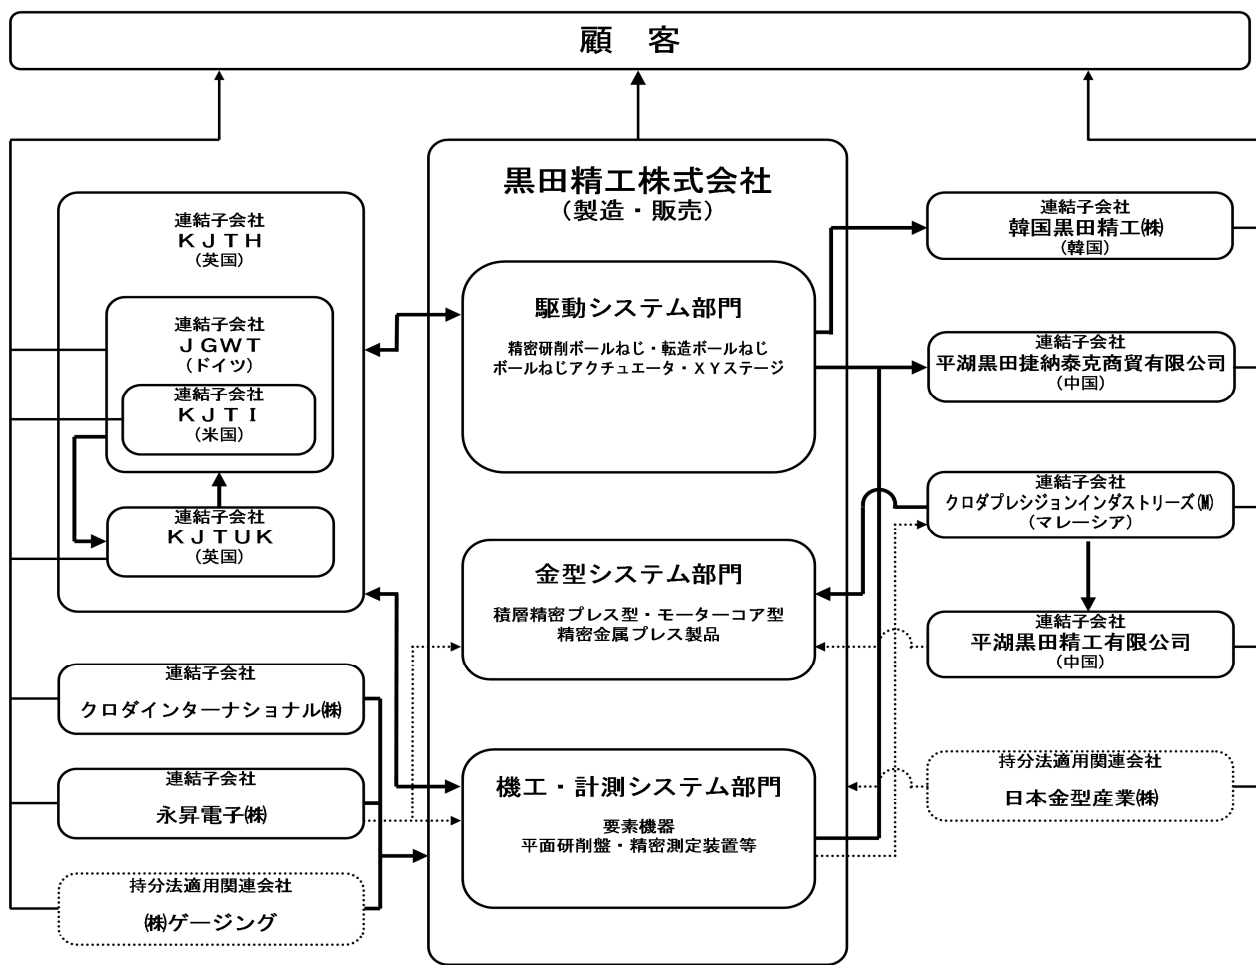 顧　客
黒田精工株式会社
（製造・販売）
連結子会社
ＫＪＴＨ
（英国）
連結子会社
ＪＧＷＴ
（ドイツ）
連結子会社
ＫＪＴＩ
（米国）
連結子会社
ＫＪＴＵＫ
（英国）
連結子会社
クロダインターナショナル㈱
連結子会社
永昇電子㈱
持分法適用関連会社
㈱ゲージング
駆動システム部門
精密研削ボールねじ・転造ボールねじ
ボールねじアクチュエータ・ＸＹステージ
金型システム部門
積層精密プレス型・モーターコア型
精密金属プレス製品
機工・計測システム部門
要素機器
平面研削盤・精密測定装置等
連結子会社
韓国黒田精工㈱
（韓国）
連結子会社
平湖黒田捷納泰克商貿有限公司
（中国）
連結子会社
クロダプレシジョンインダストリーズ(M)
（マレーシア）
連結子会社
平湖黒田精工有限公司
（中国）
持分法適用関連会社
日本金型産業㈱